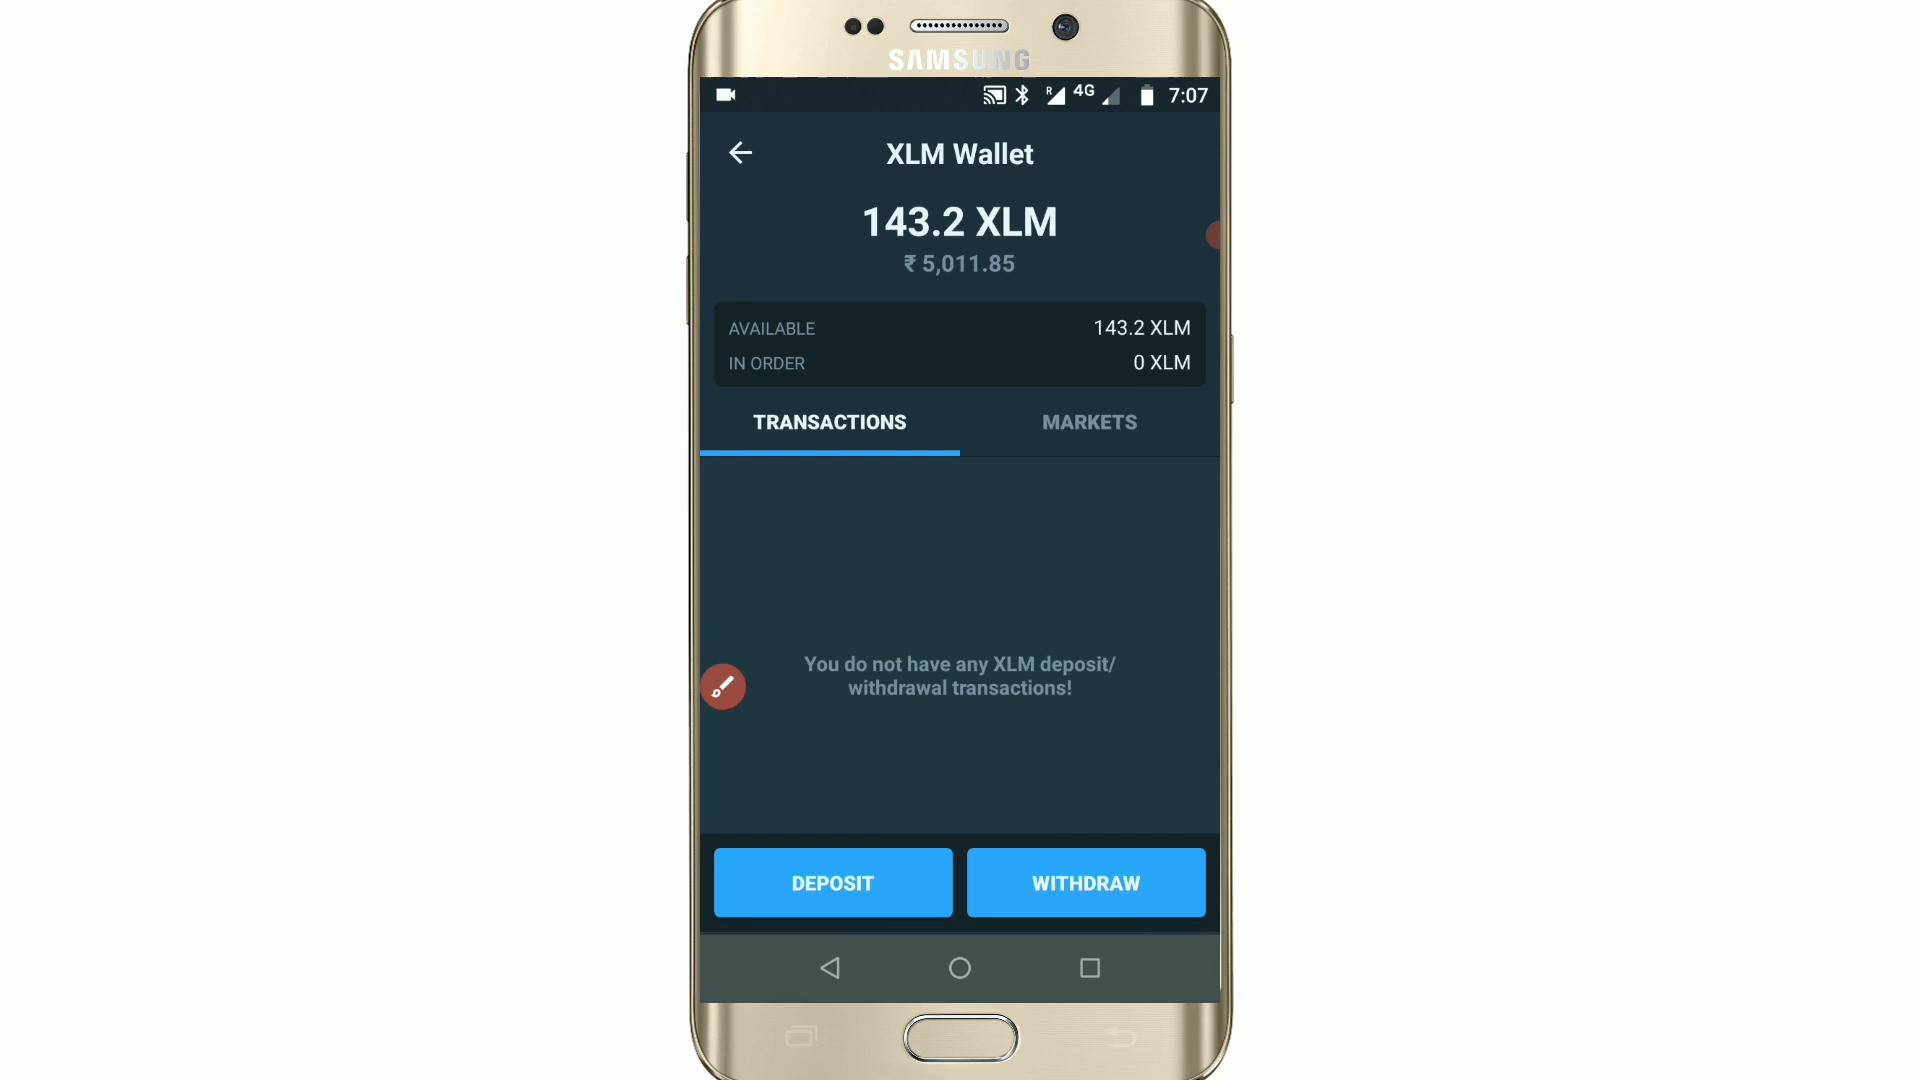 SAMSUNG
R 4G 7:07
XLM Wallet
143.2 XLM
₹ 5,011.85
AVAILABLE 143.2 XLM
IN ORDER 0 XLM
TRANSACTIONS MARKETS
You do not have any XLM deposit/
withdrawal transactions!
DEPOSIT WITHDRAW